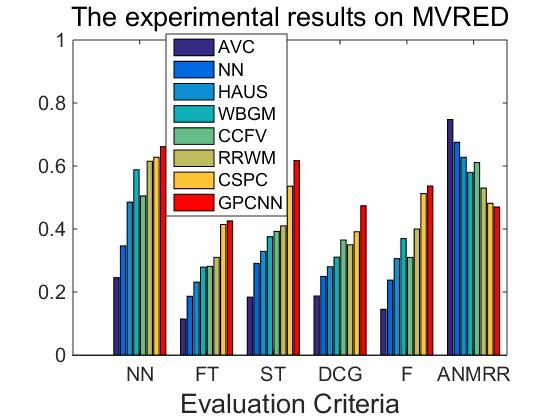 The experimental results on MVRED
1
0.8
0.6
0.4
0.2
0
AVC
NN
HAUS
WBGM
CCFV
RRWM
CSPC
GPCNN
NN FT ST DCG F ANMRR
Evaluation Criteria